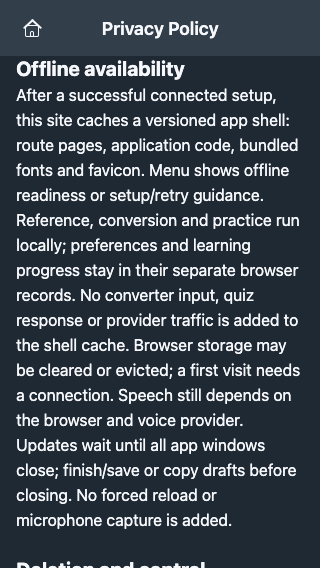 Privacy Policy
Offline availability
After a successful connected setup,
this site caches a versioned app shell:
route pages, application code, bundled
fonts and favicon. Menu shows offline
readiness or setup/retry guidance.
Reference, conversion and practice run
locally; preferences and learning
progress stay in their separate browser
records. No converter input, quiz
response or provider traffic is added to
the shell cache. Browser storage may
be cleared or evicted; a first visit needs
a connection. Speech still depends on
the browser and voice provider.
Updates wait until all app windows
close; finish/save or copy drafts before
closing. No forced reload or
microphone capture is added.
Deletion and control